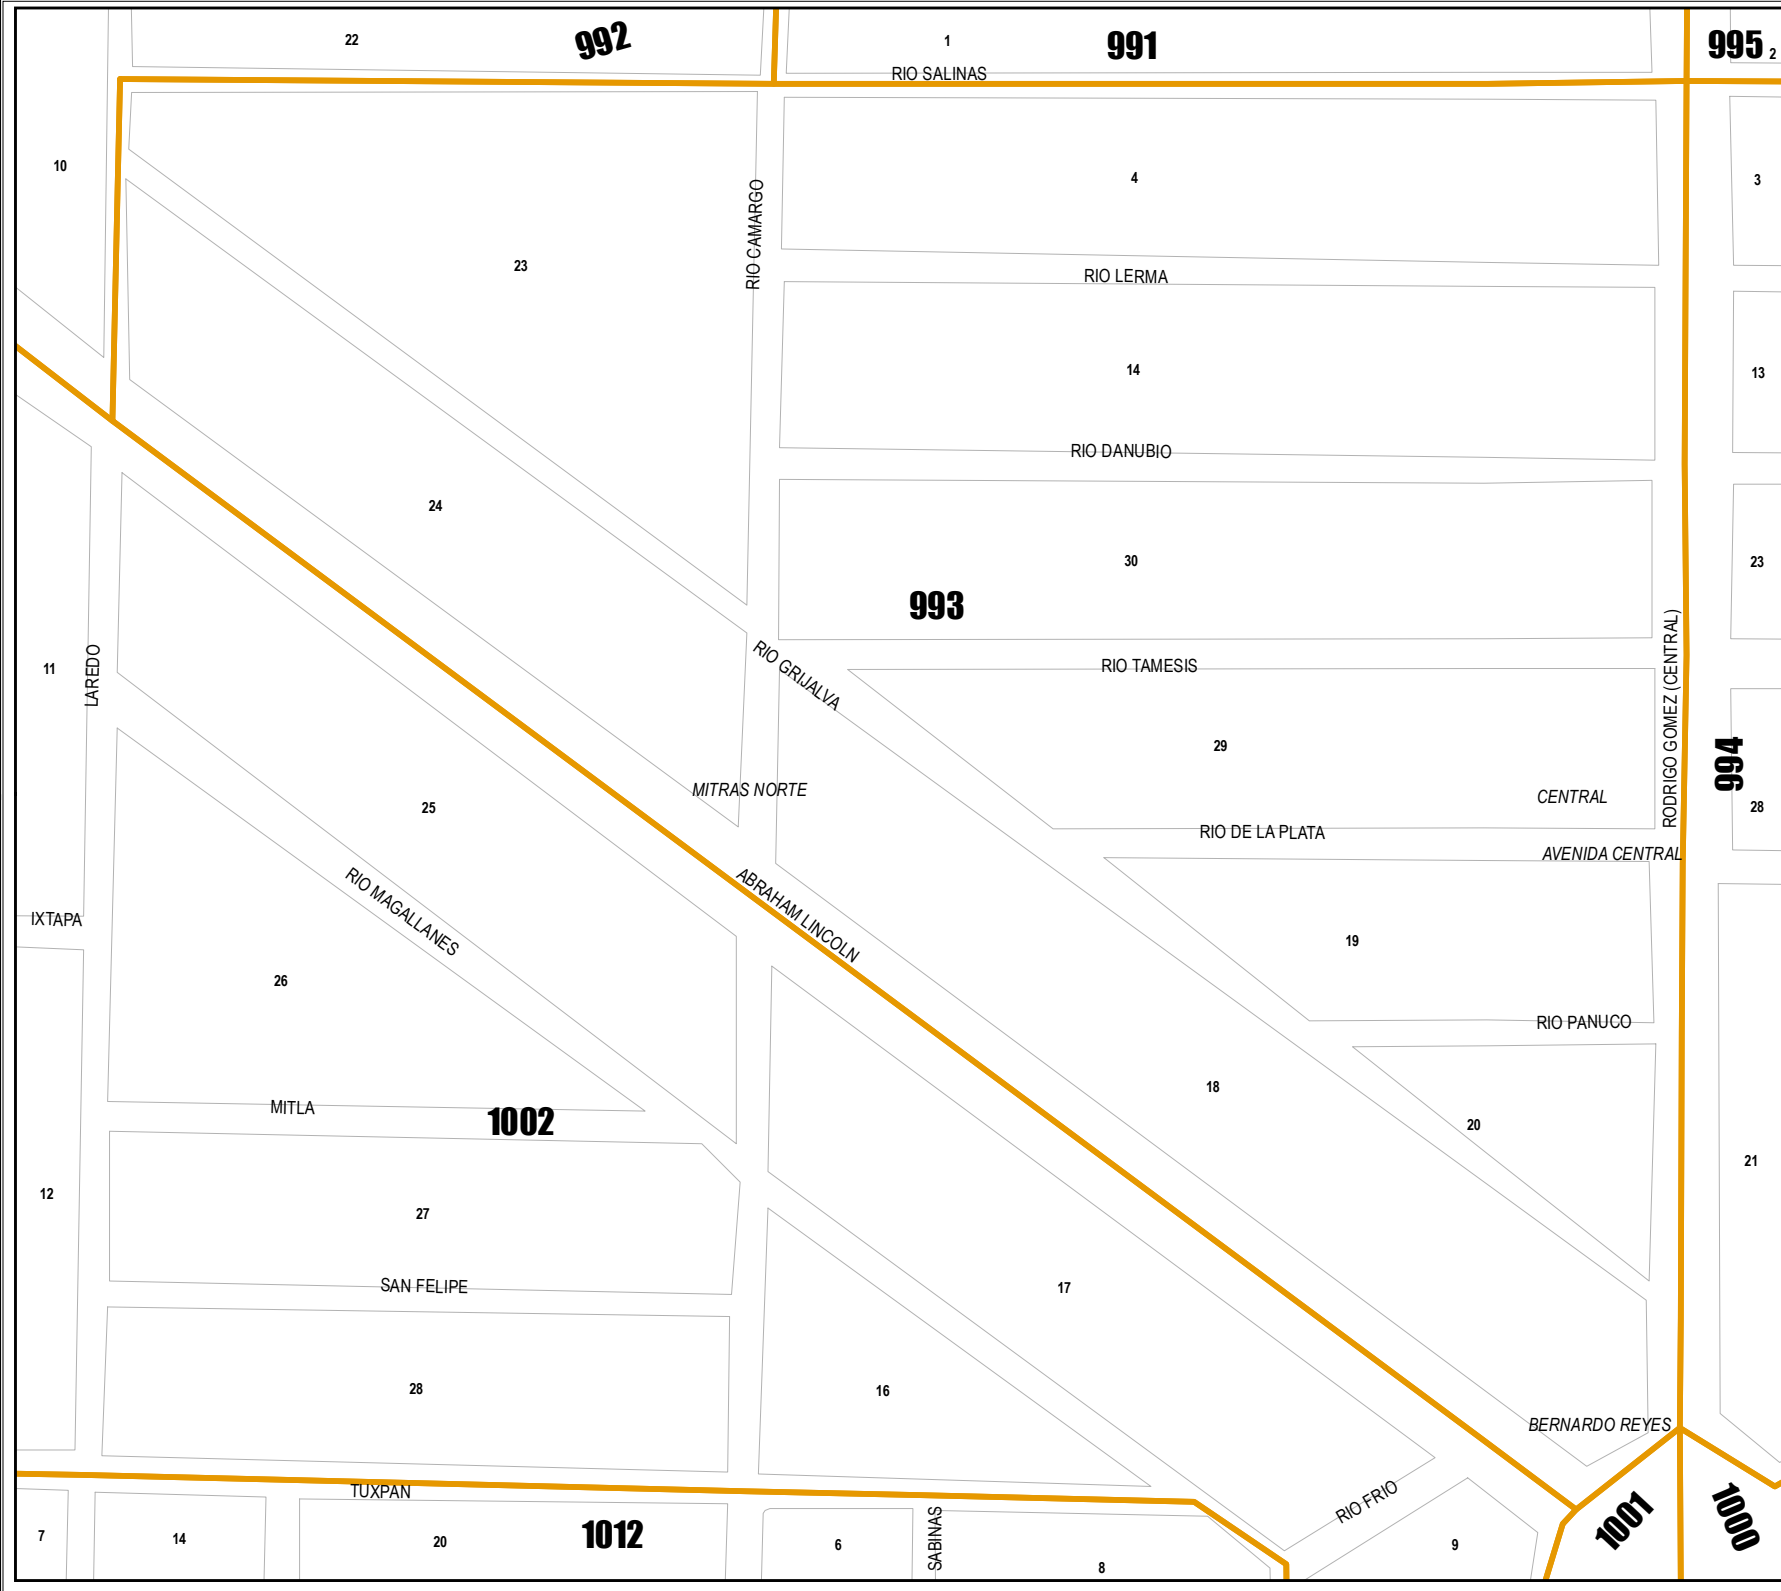 22
992
1
991
995
2
RIO SALINAS
10
4
3
RIO CAMARGO
23
RIO LERMA
14
13
RIO DANUBIO
24
30
23
993
RIO GRIJALVA
RIO TAMESIS
RODRIGO GOMEZ (CENTRAL)
11
LAREDO
29
994
MITRAS NORTE
CENTRAL
28
25
RIO DE LA PLATA
AVENIDA CENTRAL
ABRAHAM LINCOLN
RIO MAGALLANES
IXTAPA
19
26
RIO PANUCO
18
MITLA
1002
20
21
12
27
SAN FELIPE
17
28
16
BERNARDO REYES
TUXPAN
RIO FRIO
7
14
20
1012
6
SABINAS
8
9
1001
1000